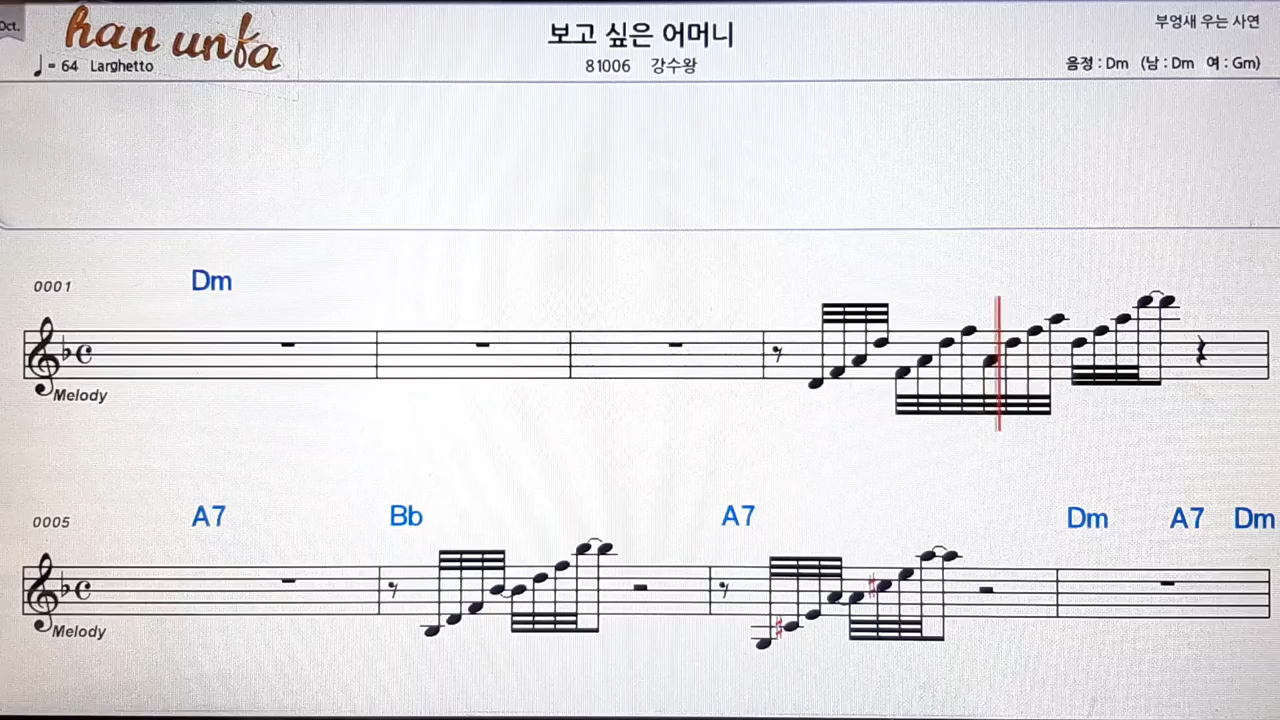 Oct.
han unfa
보고 싶은 어머니
부엉새 우는 사연
♩= 64 Larghetto
81006 강수왕
음정 : Dm (남 : Dm 여 : Gm)
0001 Dm
Melody
0005 A7 Bb A7 Dm A7 Dm
Melody